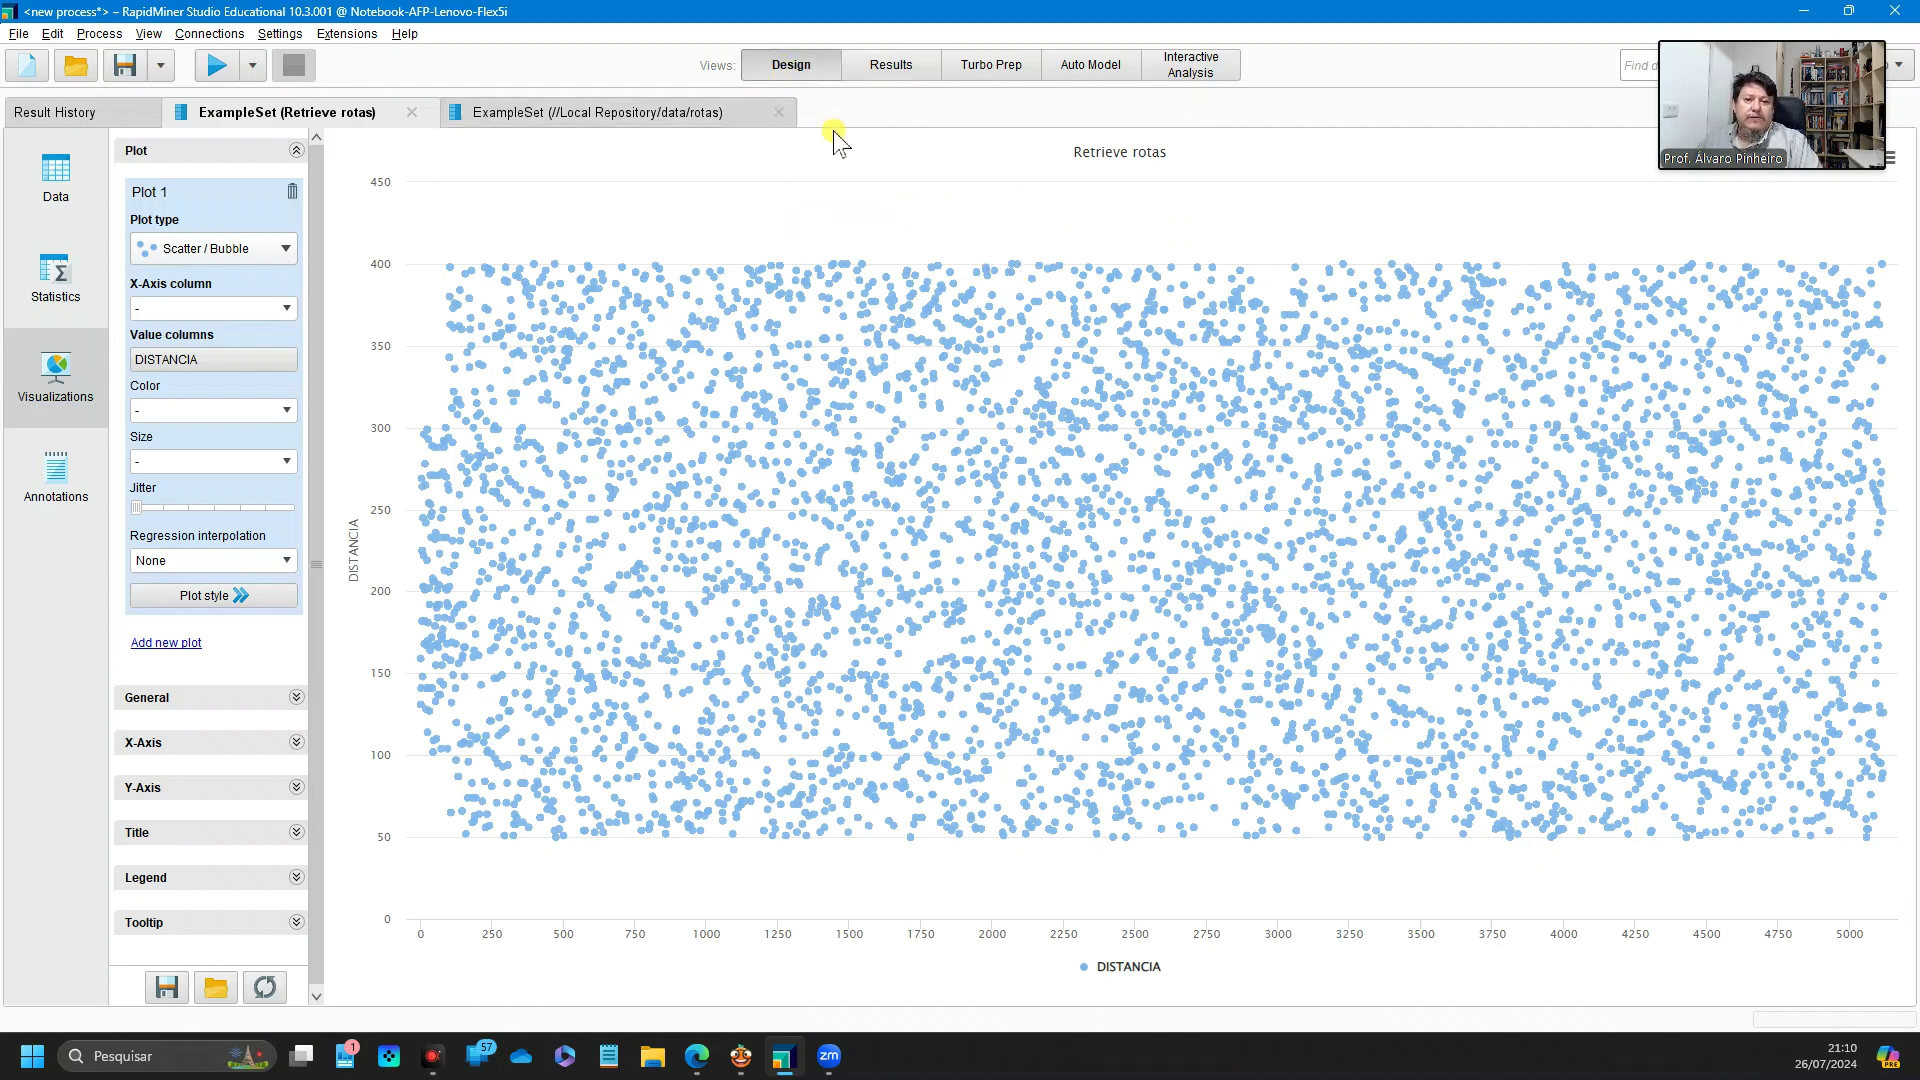 <new process*> – RapidMiner Studio Educational 10.3.001 @ Notebook-AFP-Lenovo-Flex5i
File Edit Process View Connections Settings Extensions Help
Views: Design Results Turbo Prep Auto Model Interactive Analysis
Find d
Result History
ExampleSet (Retrieve rotas)
ExampleSet (//Local Repository/data/rotas)
Prof. Álvaro Pinheiro
Data
Statistics
Visualizations
Annotations
Plot
Plot 1
Plot type
Scatter / Bubble
X-Axis column
-
Value columns
DISTANCIA
Color
-
Size
-
Jitter
Regression interpolation
None
Plot style
Add new plot
General
X-Axis
Y-Axis
Title
Legend
Tooltip
Retrieve rotas
DISTANCIA
450
400
350
300
250
200
150
100
50
0
0 250 500 750 1000 1250 1500 1750 2000 2250 2500 2750 3000 3250 3500 3750 4000 4250 4500 4750 5000
DISTANCIA
Pesquisar
1
57
zm
21:10
26/07/2024
PRE